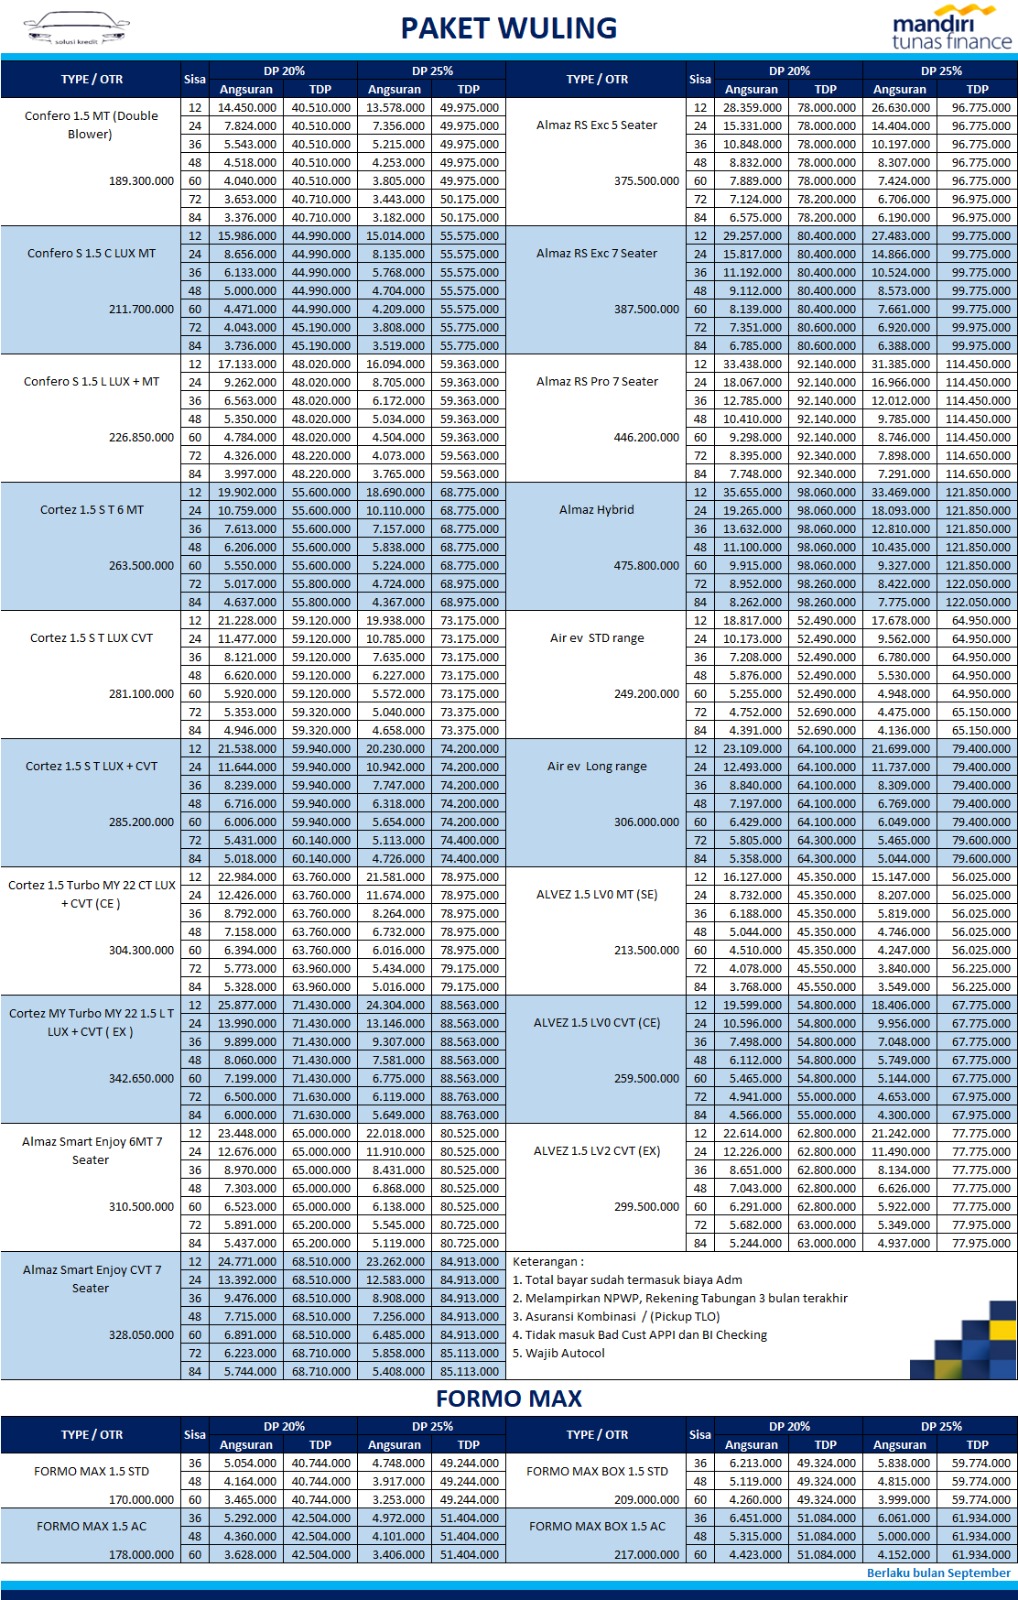 solusi kredit
PAKET WULING
mandiri
tunas finance
TYPE / OTR Sisa DP 20% DP 25% TYPE / OTR Sisa DP 20% DP 25%
Angsuran TDP Angsuran TDP Angsuran TDP Angsuran TDP
Confero 1.5 MT (Double Blower)
189.300.000
12 14.450.000 40.510.000 13.578.000 49.975.000
24 7.824.000 40.510.000 7.356.000 49.975.000
36 5.543.000 40.510.000 5.215.000 49.975.000
48 4.518.000 40.510.000 4.253.000 49.975.000
60 4.040.000 40.510.000 3.805.000 49.975.000
72 3.653.000 40.710.000 3.443.000 50.175.000
84 3.376.000 40.710.000 3.182.000 50.175.000
Almaz RS Exc 5 Seater
375.500.000
12 28.359.000 78.000.000 26.630.000 96.775.000
24 15.331.000 78.000.000 14.404.000 96.775.000
36 10.848.000 78.000.000 10.197.000 96.775.000
48 8.832.000 78.000.000 8.307.000 96.775.000
60 7.889.000 78.000.000 7.424.000 96.775.000
72 7.124.000 78.200.000 6.706.000 96.975.000
84 6.575.000 78.200.000 6.190.000 96.975.000
Confero S 1.5 C LUX MT
211.700.000
12 15.986.000 44.990.000 15.014.000 55.575.000
24 8.656.000 44.990.000 8.135.000 55.575.000
36 6.133.000 44.990.000 5.768.000 55.575.000
48 5.000.000 44.990.000 4.704.000 55.575.000
60 4.471.000 44.990.000 4.209.000 55.575.000
72 4.043.000 45.190.000 3.808.000 55.775.000
84 3.736.000 45.190.000 3.519.000 55.775.000
Almaz RS Exc 7 Seater
387.500.000
12 29.257.000 80.400.000 27.483.000 99.775.000
24 15.817.000 80.400.000 14.866.000 99.775.000
36 11.192.000 80.400.000 10.524.000 99.775.000
48 9.112.000 80.400.000 8.573.000 99.775.000
60 8.139.000 80.400.000 7.661.000 99.775.000
72 7.351.000 80.600.000 6.920.000 99.975.000
84 6.785.000 80.600.000 6.388.000 99.975.000
Confero S 1.5 L LUX + MT
226.850.000
12 17.133.000 48.020.000 16.094.000 59.363.000
24 9.262.000 48.020.000 8.705.000 59.363.000
36 6.563.000 48.020.000 6.172.000 59.363.000
48 5.350.000 48.020.000 5.034.000 59.363.000
60 4.784.000 48.020.000 4.504.000 59.363.000
72 4.326.000 48.220.000 4.073.000 59.563.000
84 3.997.000 48.220.000 3.765.000 59.563.000
Almaz RS Pro 7 Seater
446.200.000
12 33.438.000 92.140.000 31.385.000 114.450.000
24 18.067.000 92.140.000 16.966.000 114.450.000
36 12.785.000 92.140.000 12.012.000 114.450.000
48 10.410.000 92.140.000 9.785.000 114.450.000
60 9.298.000 92.140.000 8.746.000 114.450.000
72 8.395.000 92.340.000 7.898.000 114.650.000
84 7.748.000 92.340.000 7.291.000 114.650.000
Cortez 1.5 S T 6 MT
263.500.000
12 19.902.000 55.600.000 18.690.000 68.775.000
24 10.759.000 55.600.000 10.110.000 68.775.000
36 7.613.000 55.600.000 7.157.000 68.775.000
48 6.206.000 55.600.000 5.838.000 68.775.000
60 5.550.000 55.600.000 5.224.000 68.775.000
72 5.017.000 55.800.000 4.724.000 68.975.000
84 4.637.000 55.800.000 4.367.000 68.975.000
Almaz Hybrid
475.800.000
12 35.655.000 98.060.000 33.469.000 121.850.000
24 19.265.000 98.060.000 18.093.000 121.850.000
36 13.632.000 98.060.000 12.810.000 121.850.000
48 11.100.000 98.060.000 10.435.000 121.850.000
60 9.915.000 98.060.000 9.327.000 121.850.000
72 8.952.000 98.260.000 8.422.000 122.050.000
84 8.262.000 98.260.000 7.775.000 122.050.000
Cortez 1.5 S T LUX CVT
281.100.000
12 21.228.000 59.120.000 19.938.000 73.175.000
24 11.477.000 59.120.000 10.785.000 73.175.000
36 8.121.000 59.120.000 7.635.000 73.175.000
48 6.620.000 59.120.000 6.227.000 73.175.000
60 5.920.000 59.120.000 5.572.000 73.175.000
72 5.353.000 59.320.000 5.040.000 73.375.000
84 4.946.000 59.320.000 4.658.000 73.375.000
Air ev STD range
249.200.000
12 18.817.000 52.490.000 17.678.000 64.950.000
24 10.173.000 52.490.000 9.562.000 64.950.000
36 7.208.000 52.490.000 6.780.000 64.950.000
48 5.876.000 52.490.000 5.530.000 64.950.000
60 5.255.000 52.490.000 4.948.000 64.950.000
72 4.752.000 52.690.000 4.475.000 65.150.000
84 4.391.000 52.690.000 4.136.000 65.150.000
Cortez 1.5 S T LUX + CVT
285.200.000
12 21.538.000 59.940.000 20.230.000 74.200.000
24 11.644.000 59.940.000 10.942.000 74.200.000
36 8.239.000 59.940.000 7.747.000 74.200.000
48 6.716.000 59.940.000 6.318.000 74.200.000
60 6.006.000 59.940.000 5.654.000 74.200.000
72 5.431.000 60.140.000 5.113.000 74.400.000
84 5.018.000 60.140.000 4.726.000 74.400.000
Air ev Long range
306.000.000
12 23.109.000 64.100.000 21.699.000 79.400.000
24 12.493.000 64.100.000 11.737.000 79.400.000
36 8.840.000 64.100.000 8.309.000 79.400.000
48 7.197.000 64.100.000 6.769.000 79.400.000
60 6.429.000 64.100.000 6.049.000 79.400.000
72 5.805.000 64.300.000 5.465.000 79.600.000
84 5.358.000 64.300.000 5.044.000 79.600.000
Cortez 1.5 Turbo MY 22 CT LUX + CVT (CE )
304.300.000
12 22.984.000 63.760.000 21.581.000 78.975.000
24 12.426.000 63.760.000 11.674.000 78.975.000
36 8.792.000 63.760.000 8.264.000 78.975.000
48 7.158.000 63.760.000 6.732.000 78.975.000
60 6.394.000 63.760.000 6.016.000 78.975.000
72 5.773.000 63.960.000 5.434.000 79.175.000
84 5.328.000 63.960.000 5.016.000 79.175.000
ALVEZ 1.5 LV0 MT (SE)
213.500.000
12 16.127.000 45.350.000 15.147.000 56.025.000
24 8.732.000 45.350.000 8.207.000 56.025.000
36 6.188.000 45.350.000 5.819.000 56.025.000
48 5.044.000 45.350.000 4.746.000 56.025.000
60 4.510.000 45.350.000 4.247.000 56.025.000
72 4.078.000 45.550.000 3.840.000 56.225.000
84 3.768.000 45.550.000 3.549.000 56.225.000
Cortez MY Turbo MY 22 1.5 L T LUX + CVT ( EX )
342.650.000
12 25.877.000 71.430.000 24.304.000 88.563.000
24 13.990.000 71.430.000 13.146.000 88.563.000
36 9.899.000 71.430.000 9.307.000 88.563.000
48 8.060.000 71.430.000 7.581.000 88.563.000
60 7.199.000 71.430.000 6.775.000 88.563.000
72 6.500.000 71.630.000 6.119.000 88.763.000
84 6.000.000 71.630.000 5.649.000 88.763.000
ALVEZ 1.5 LV0 CVT (CE)
259.500.000
12 19.599.000 54.800.000 18.406.000 67.775.000
24 10.596.000 54.800.000 9.956.000 67.775.000
36 7.498.000 54.800.000 7.048.000 67.775.000
48 6.112.000 54.800.000 5.749.000 67.775.000
60 5.465.000 54.800.000 5.144.000 67.775.000
72 4.941.000 55.000.000 4.653.000 67.975.000
84 4.566.000 55.000.000 4.300.000 67.975.000
Almaz Smart Enjoy 6MT 7 Seater
310.500.000
12 23.448.000 65.000.000 22.018.000 80.525.000
24 12.676.000 65.000.000 11.910.000 80.525.000
36 8.970.000 65.000.000 8.431.000 80.525.000
48 7.303.000 65.000.000 6.868.000 80.525.000
60 6.523.000 65.000.000 6.138.000 80.525.000
72 5.891.000 65.200.000 5.545.000 80.725.000
84 5.437.000 65.200.000 5.119.000 80.725.000
ALVEZ 1.5 LV2 CVT (EX)
299.500.000
12 22.614.000 62.800.000 21.242.000 77.775.000
24 12.226.000 62.800.000 11.490.000 77.775.000
36 8.651.000 62.800.000 8.134.000 77.775.000
48 7.043.000 62.800.000 6.626.000 77.775.000
60 6.291.000 62.800.000 5.922.000 77.775.000
72 5.682.000 63.000.000 5.349.000 77.975.000
84 5.244.000 63.000.000 4.937.000 77.975.000
Almaz Smart Enjoy CVT 7 Seater
328.050.000
12 24.771.000 68.510.000 23.262.000 84.913.000
24 13.392.000 68.510.000 12.583.000 84.913.000
36 9.476.000 68.510.000 8.908.000 84.913.000
48 7.715.000 68.510.000 7.256.000 84.913.000
60 6.891.000 68.510.000 6.485.000 84.913.000
72 6.223.000 68.710.000 5.858.000 85.113.000
84 5.744.000 68.710.000 5.408.000 85.113.000
Keterangan :
1. Total bayar sudah termasuk biaya Adm
2. Melampirkan NPWP, Rekening Tabungan 3 bulan terakhir
3. Asuransi Kombinasi / (Pickup TLO)
4. Tidak masuk Bad Cust APPI dan BI Checking
5. Wajib Autocol
FORMO MAX
TYPE / OTR Sisa DP 20% DP 25% TYPE / OTR Sisa DP 20% DP 25%
Angsuran TDP Angsuran TDP Angsuran TDP Angsuran TDP
FORMO MAX 1.5 STD
170.000.000
36 5.054.000 40.744.000 4.748.000 49.244.000
48 4.164.000 40.744.000 3.917.000 49.244.000
60 3.465.000 40.744.000 3.253.000 49.244.000
FORMO MAX BOX 1.5 STD
209.000.000
36 6.213.000 49.324.000 5.838.000 59.774.000
48 5.119.000 49.324.000 4.815.000 59.774.000
60 4.260.000 49.324.000 3.999.000 59.774.000
FORMO MAX 1.5 AC
178.000.000
36 5.292.000 42.504.000 4.972.000 51.404.000
48 4.360.000 42.504.000 4.101.000 51.404.000
60 3.628.000 42.504.000 3.406.000 51.404.000
FORMO MAX BOX 1.5 AC
217.000.000
36 6.451.000 51.084.000 6.061.000 61.934.000
48 5.315.000 51.084.000 5.000.000 61.934.000
60 4.423.000 51.084.000 4.152.000 61.934.000
Berlaku bulan September